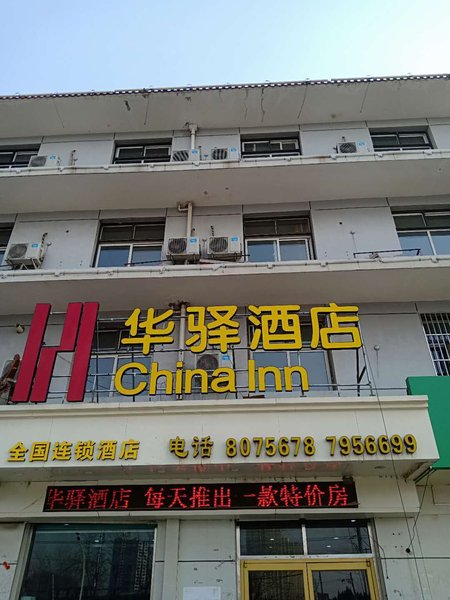 华驿酒店
China Inn
全国连锁酒店 电话 8075678 7956699
华驿酒店 每天推出一款特价房